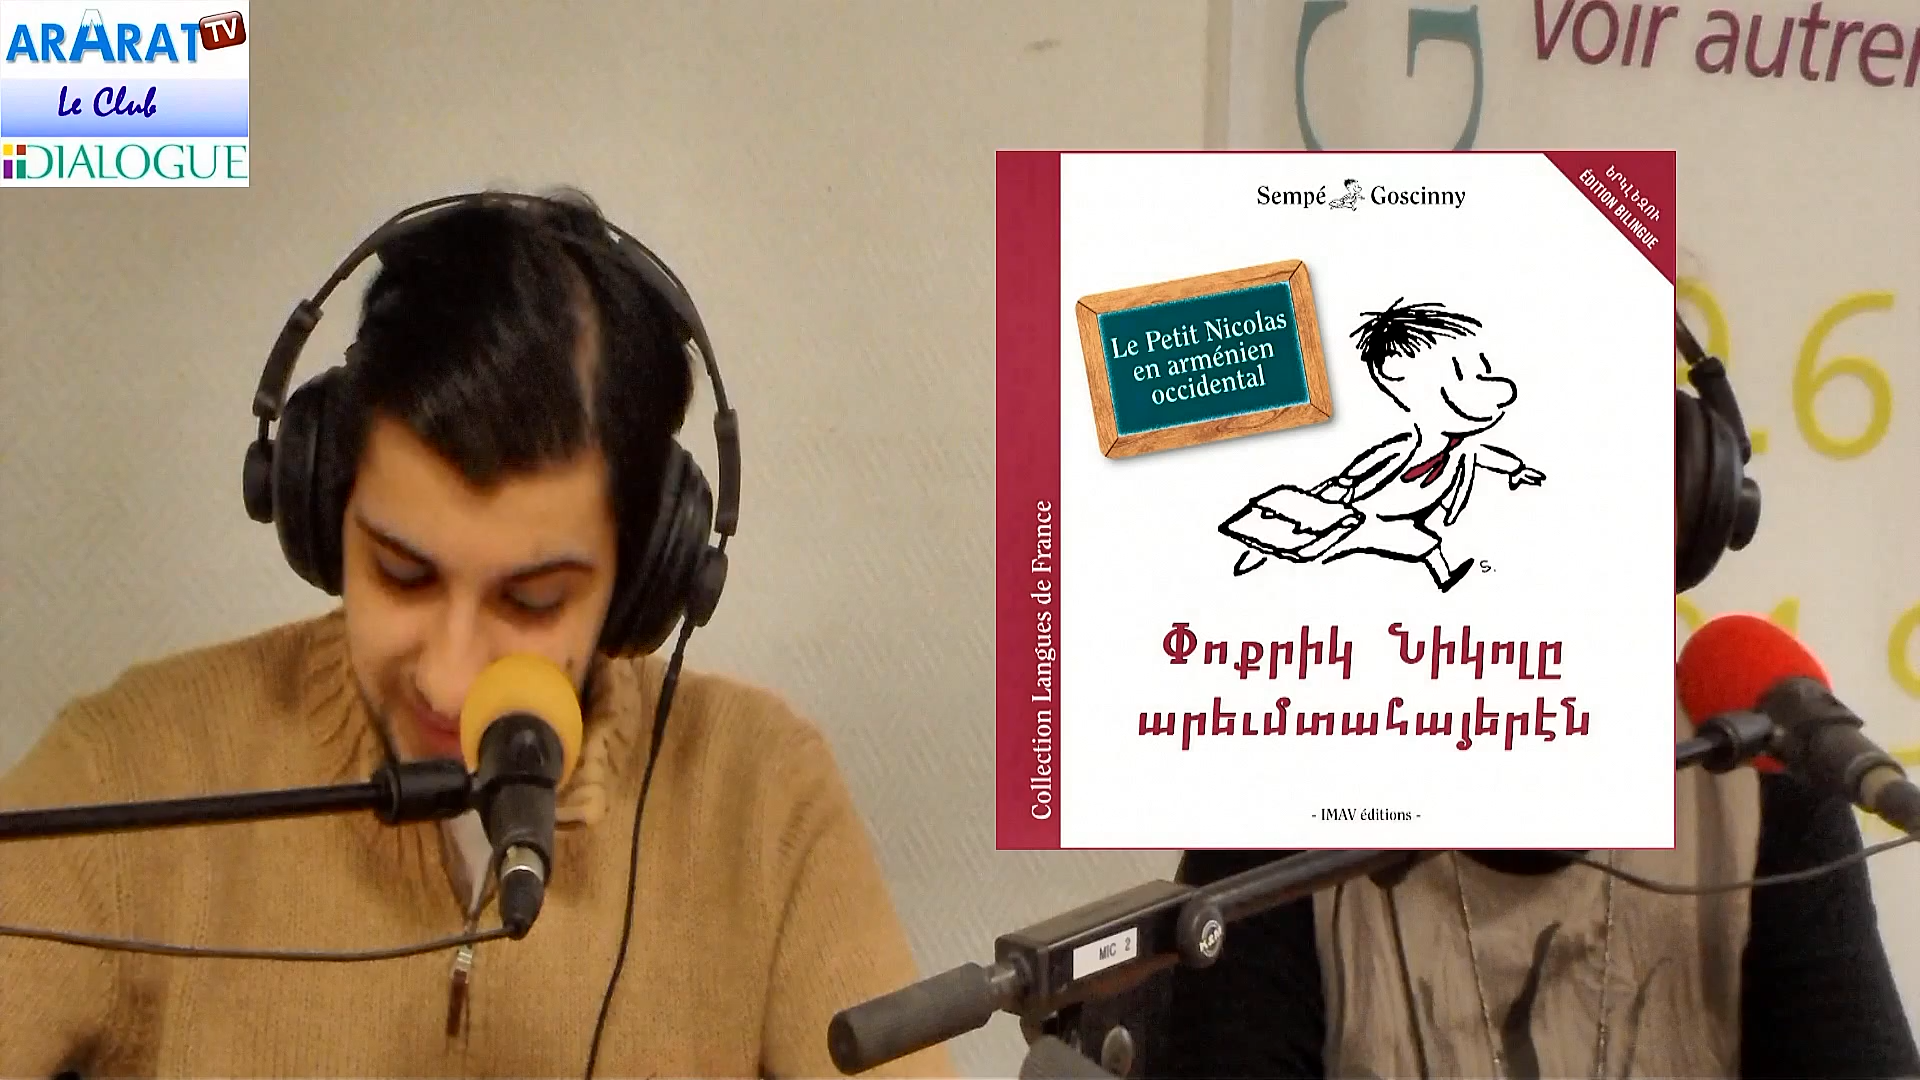 ARARAT TV
Le Club
DIALOGUE
voir autrem
Sempé Goscinny
ԵՐԿԼԵԶՈՒ
ÉDITION BILINGUE
Le Petit Nicolas
en arménien
occidental
Collection Langues de France
Փոքրիկ Նիկոլը
արեւմտահայերէն
- IMAV éditions -
MIC 2
K&M